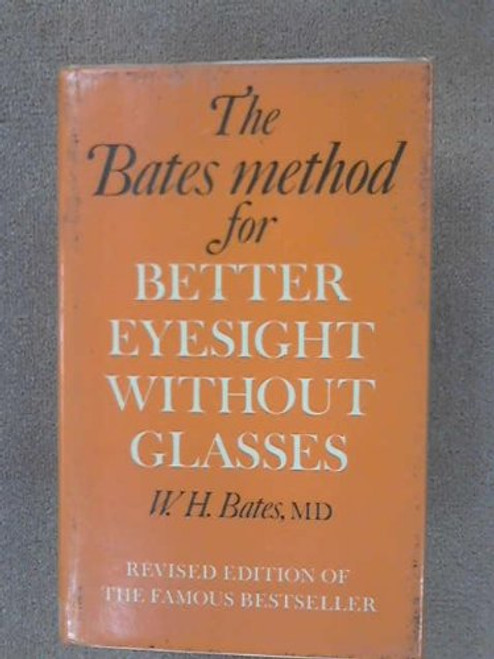 The
Bates method
for
BETTER
EYESIGHT
WITHOUT
GLASSES
W. H. Bates, MD
REVISED EDITION OF
THE FAMOUS BESTSELLER